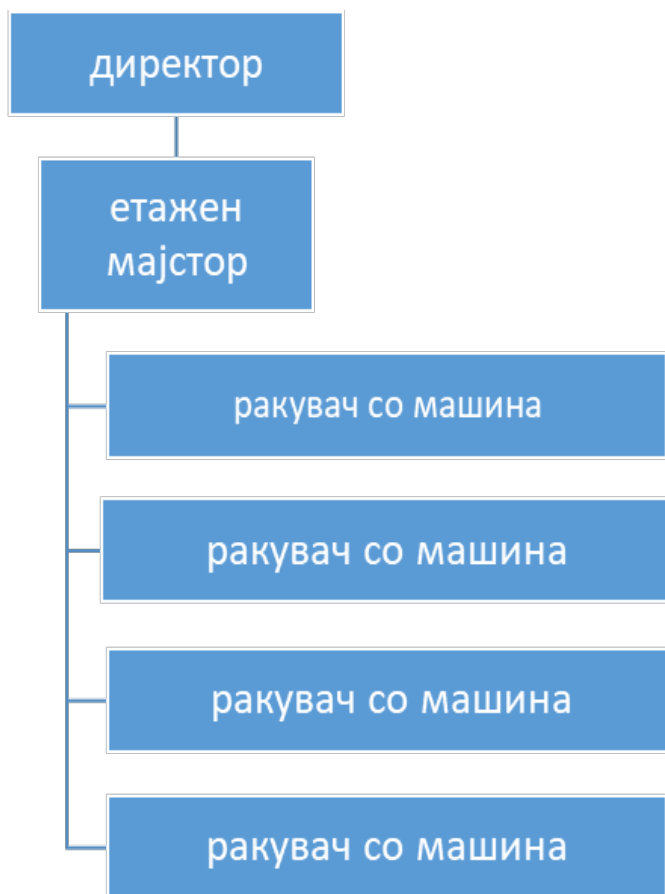 директор
етажен
мајстор
ракувач со машина
ракувач со машина
ракувач со машина
ракувач со машина